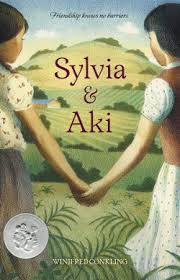 Friendship knows no barriers.
Sylvia
&
Aki
WINIFRED CONKLING